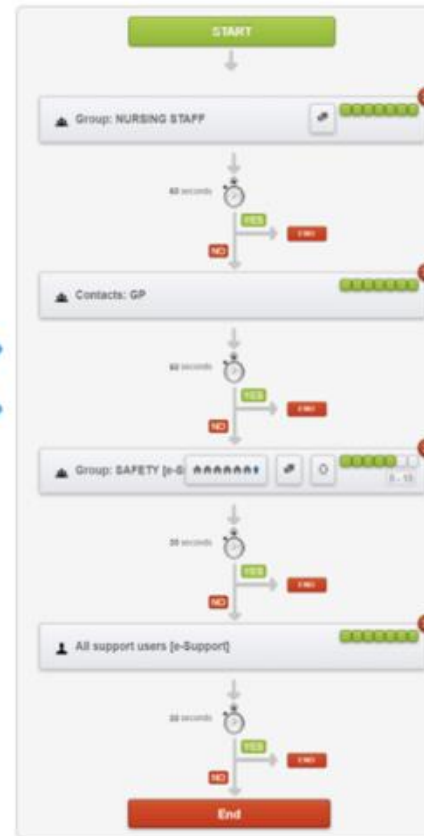 START
Group: NURSING STAFF
60 seconds
YES
END
NO
Contacts: GP
YES
END
NO
Group: SAFETY [e-S
YES
END
NO
All support users [e-Support]
YES
END
NO
End